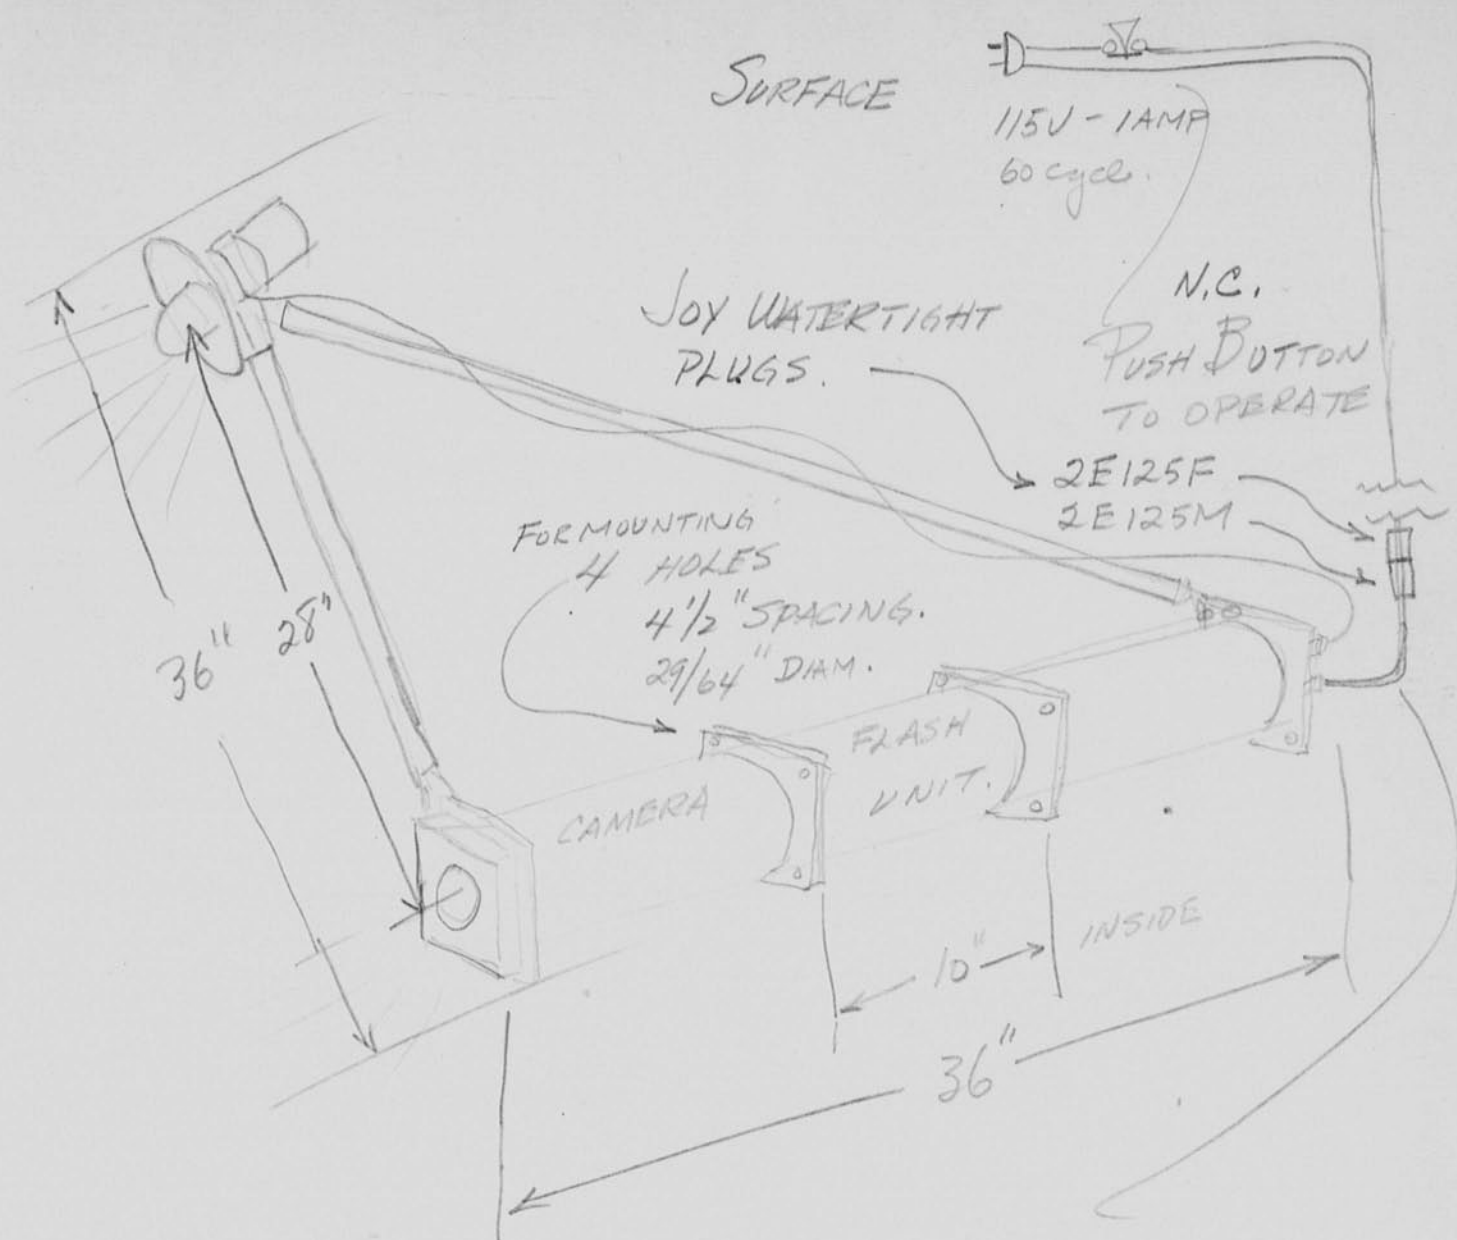 SURFACE
115V - 1AMP
60 cycle.
N.C.
PUSH BUTTON
TO OPERATE
JOY WATERTIGHT
PLUGS.
2E125F
2E125M
FOR MOUNTING
4 HOLES
4 1/2" SPACING.
29/64" DIAM.
36"
28"
CAMERA
FLASH
UNIT.
10"
INSIDE
36"